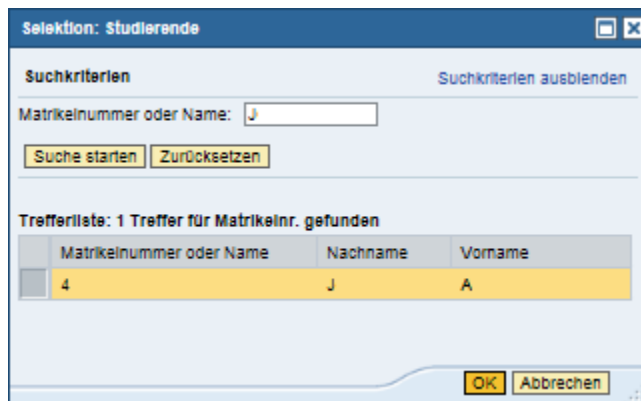 Selektion: Studierende
Suchkriterien Suchkriterien ausblenden
Matrikelnummer oder Name: J
Suche starten Zurücksetzen
Trefferliste: 1 Treffer für Matrikelnr. gefunden
Matrikelnummer oder Name Nachname Vorname
4 J A
OK Abbrechen